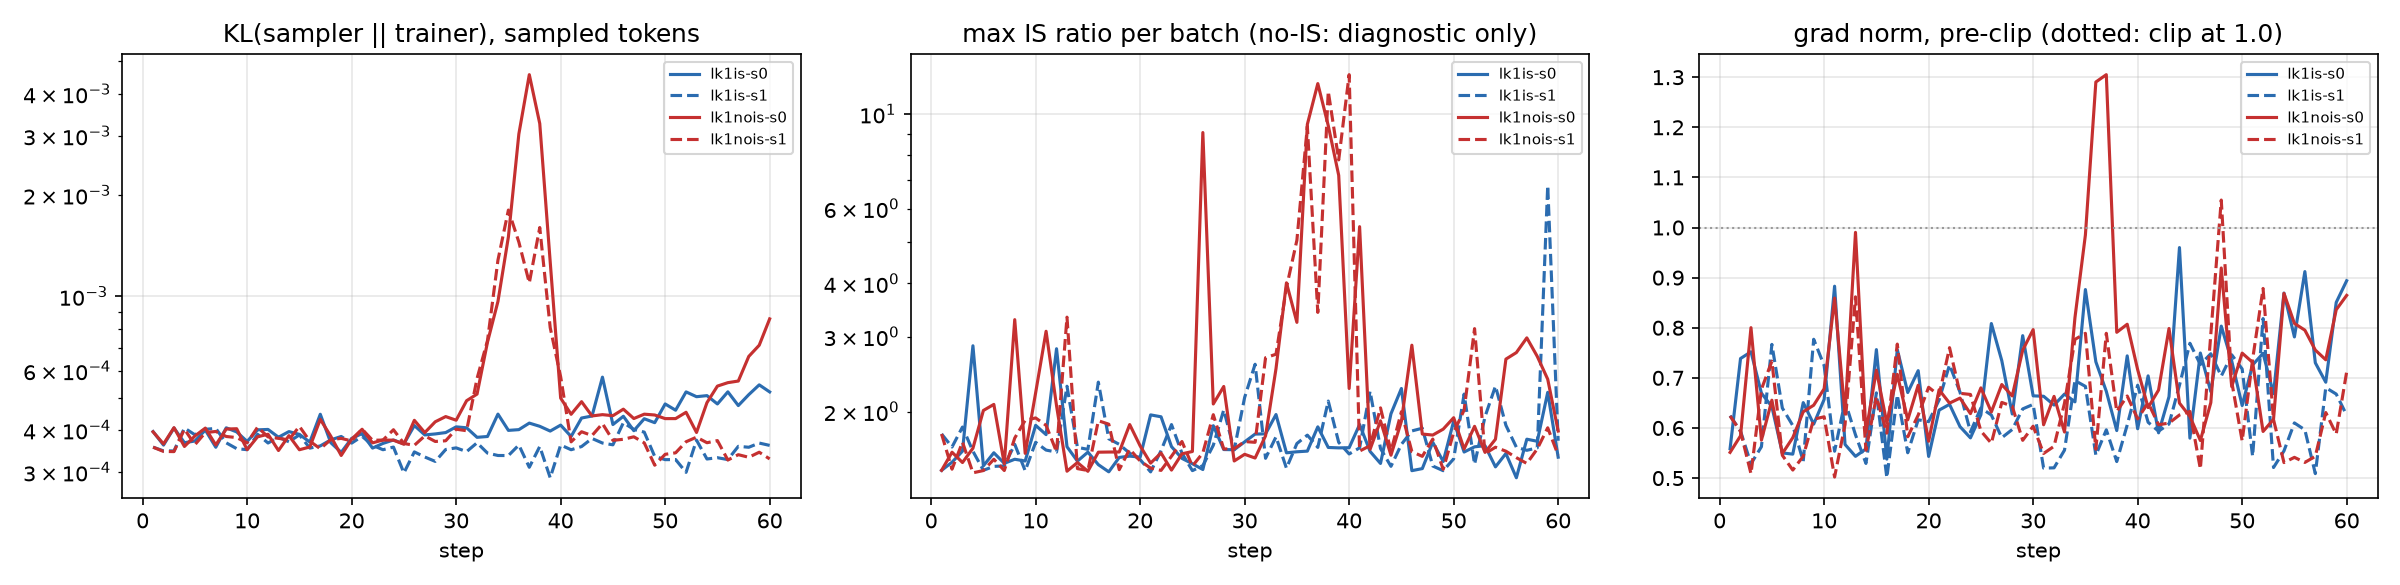 KL(sampler || trainer), sampled tokens
4 × 10⁻³
3 × 10⁻³
2 × 10⁻³
10⁻³
6 × 10⁻⁴
4 × 10⁻⁴
3 × 10⁻⁴
0 10 20 30 40 50 60
step
lk1is-s0
lk1is-s1
lk1nois-s0
lk1nois-s1
max IS ratio per batch (no-IS: diagnostic only)
10¹
6 × 10⁰
4 × 10⁰
3 × 10⁰
2 × 10⁰
0 10 20 30 40 50 60
step
lk1is-s0
lk1is-s1
lk1nois-s0
lk1nois-s1
grad norm, pre-clip (dotted: clip at 1.0)
1.3
1.2
1.1
1.0
0.9
0.8
0.7
0.6
0.5
0 10 20 30 40 50 60
step
lk1is-s0
lk1is-s1
lk1nois-s0
lk1nois-s1